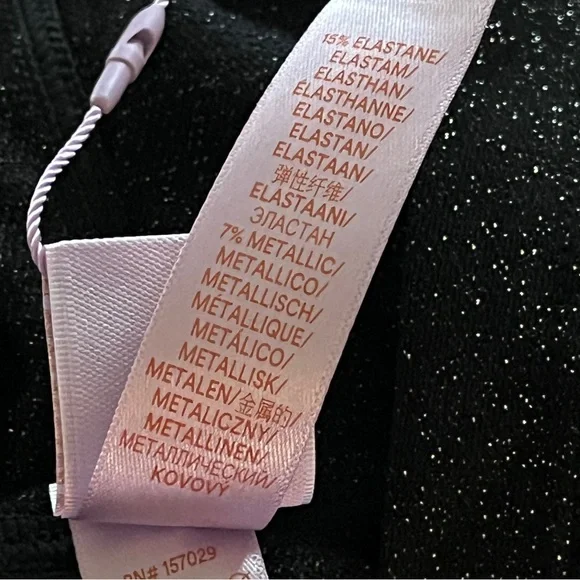 15% ELASTANE/
ELASTAM/
ELASTHAN/
ÉLASTHANNE/
ELASTANO/
ELASTAN/
ELASTAAN/
弹性纤维/
ELASTAANI/
ЭЛАСТАН
7% METALLIC/
METALLICO/
METALLISCH/
MÉTALLIQUE/
METÁLICO/
METALLISK/
METALEN/金属的/
METALICZNY/
METALLINEN/
МЕТАЛЛИЧЕСКИЙ/
KOVOVÝ
RN# 157029